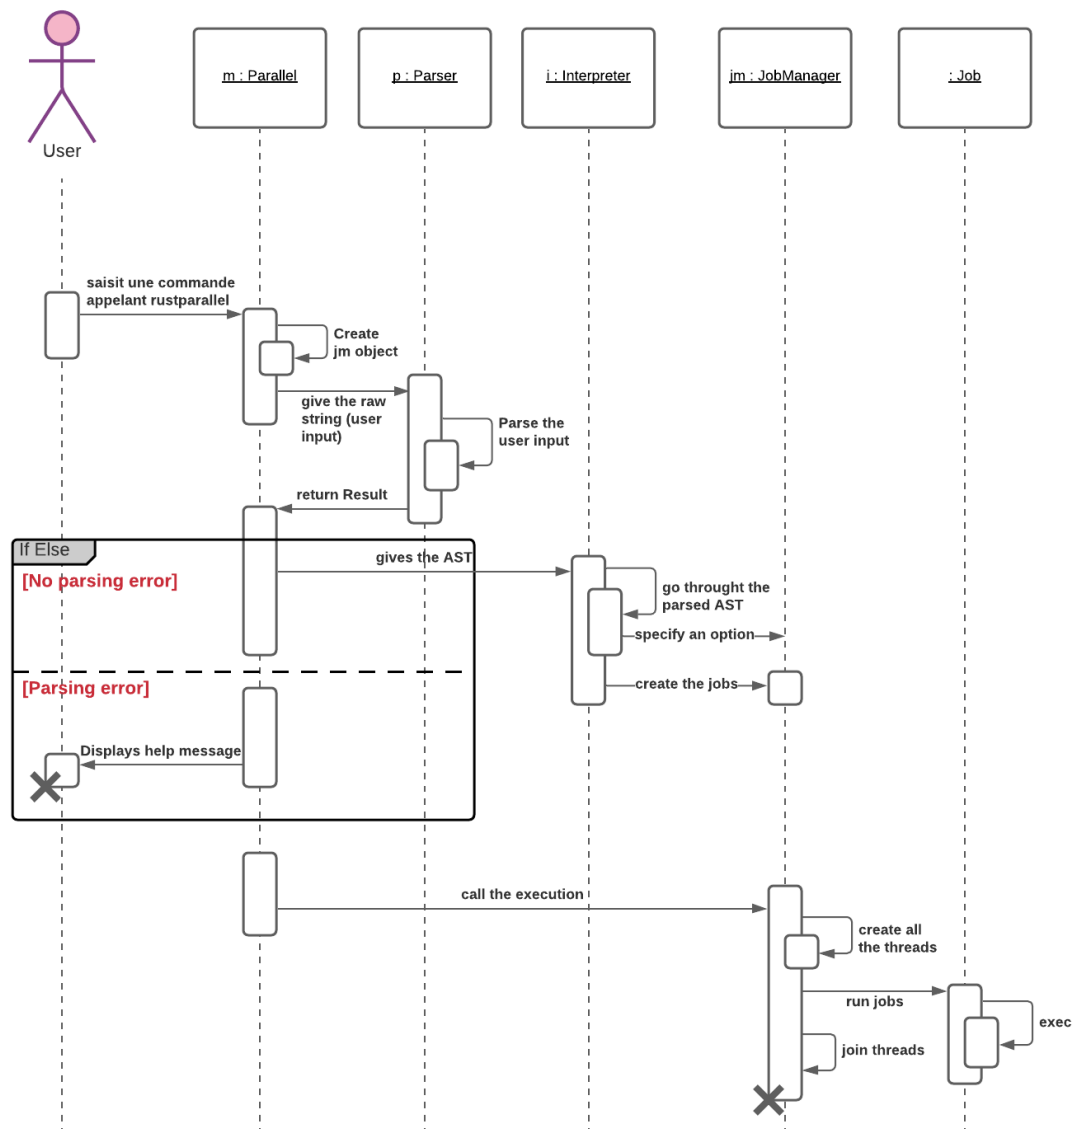 m : Parallel
p : Parser
i : Interpreter
jm : JobManager
: Job
User
saisit une commande
appelant rustparallel
Create
jm object
give the raw
string (user
input)
Parse the
user input
return Result
If Else
gives the AST
[No parsing error]
go throught the
parsed AST
specify an option
create the jobs
[Parsing error]
Displays help message
call the execution
create all
the threads
run jobs
exec
join threads